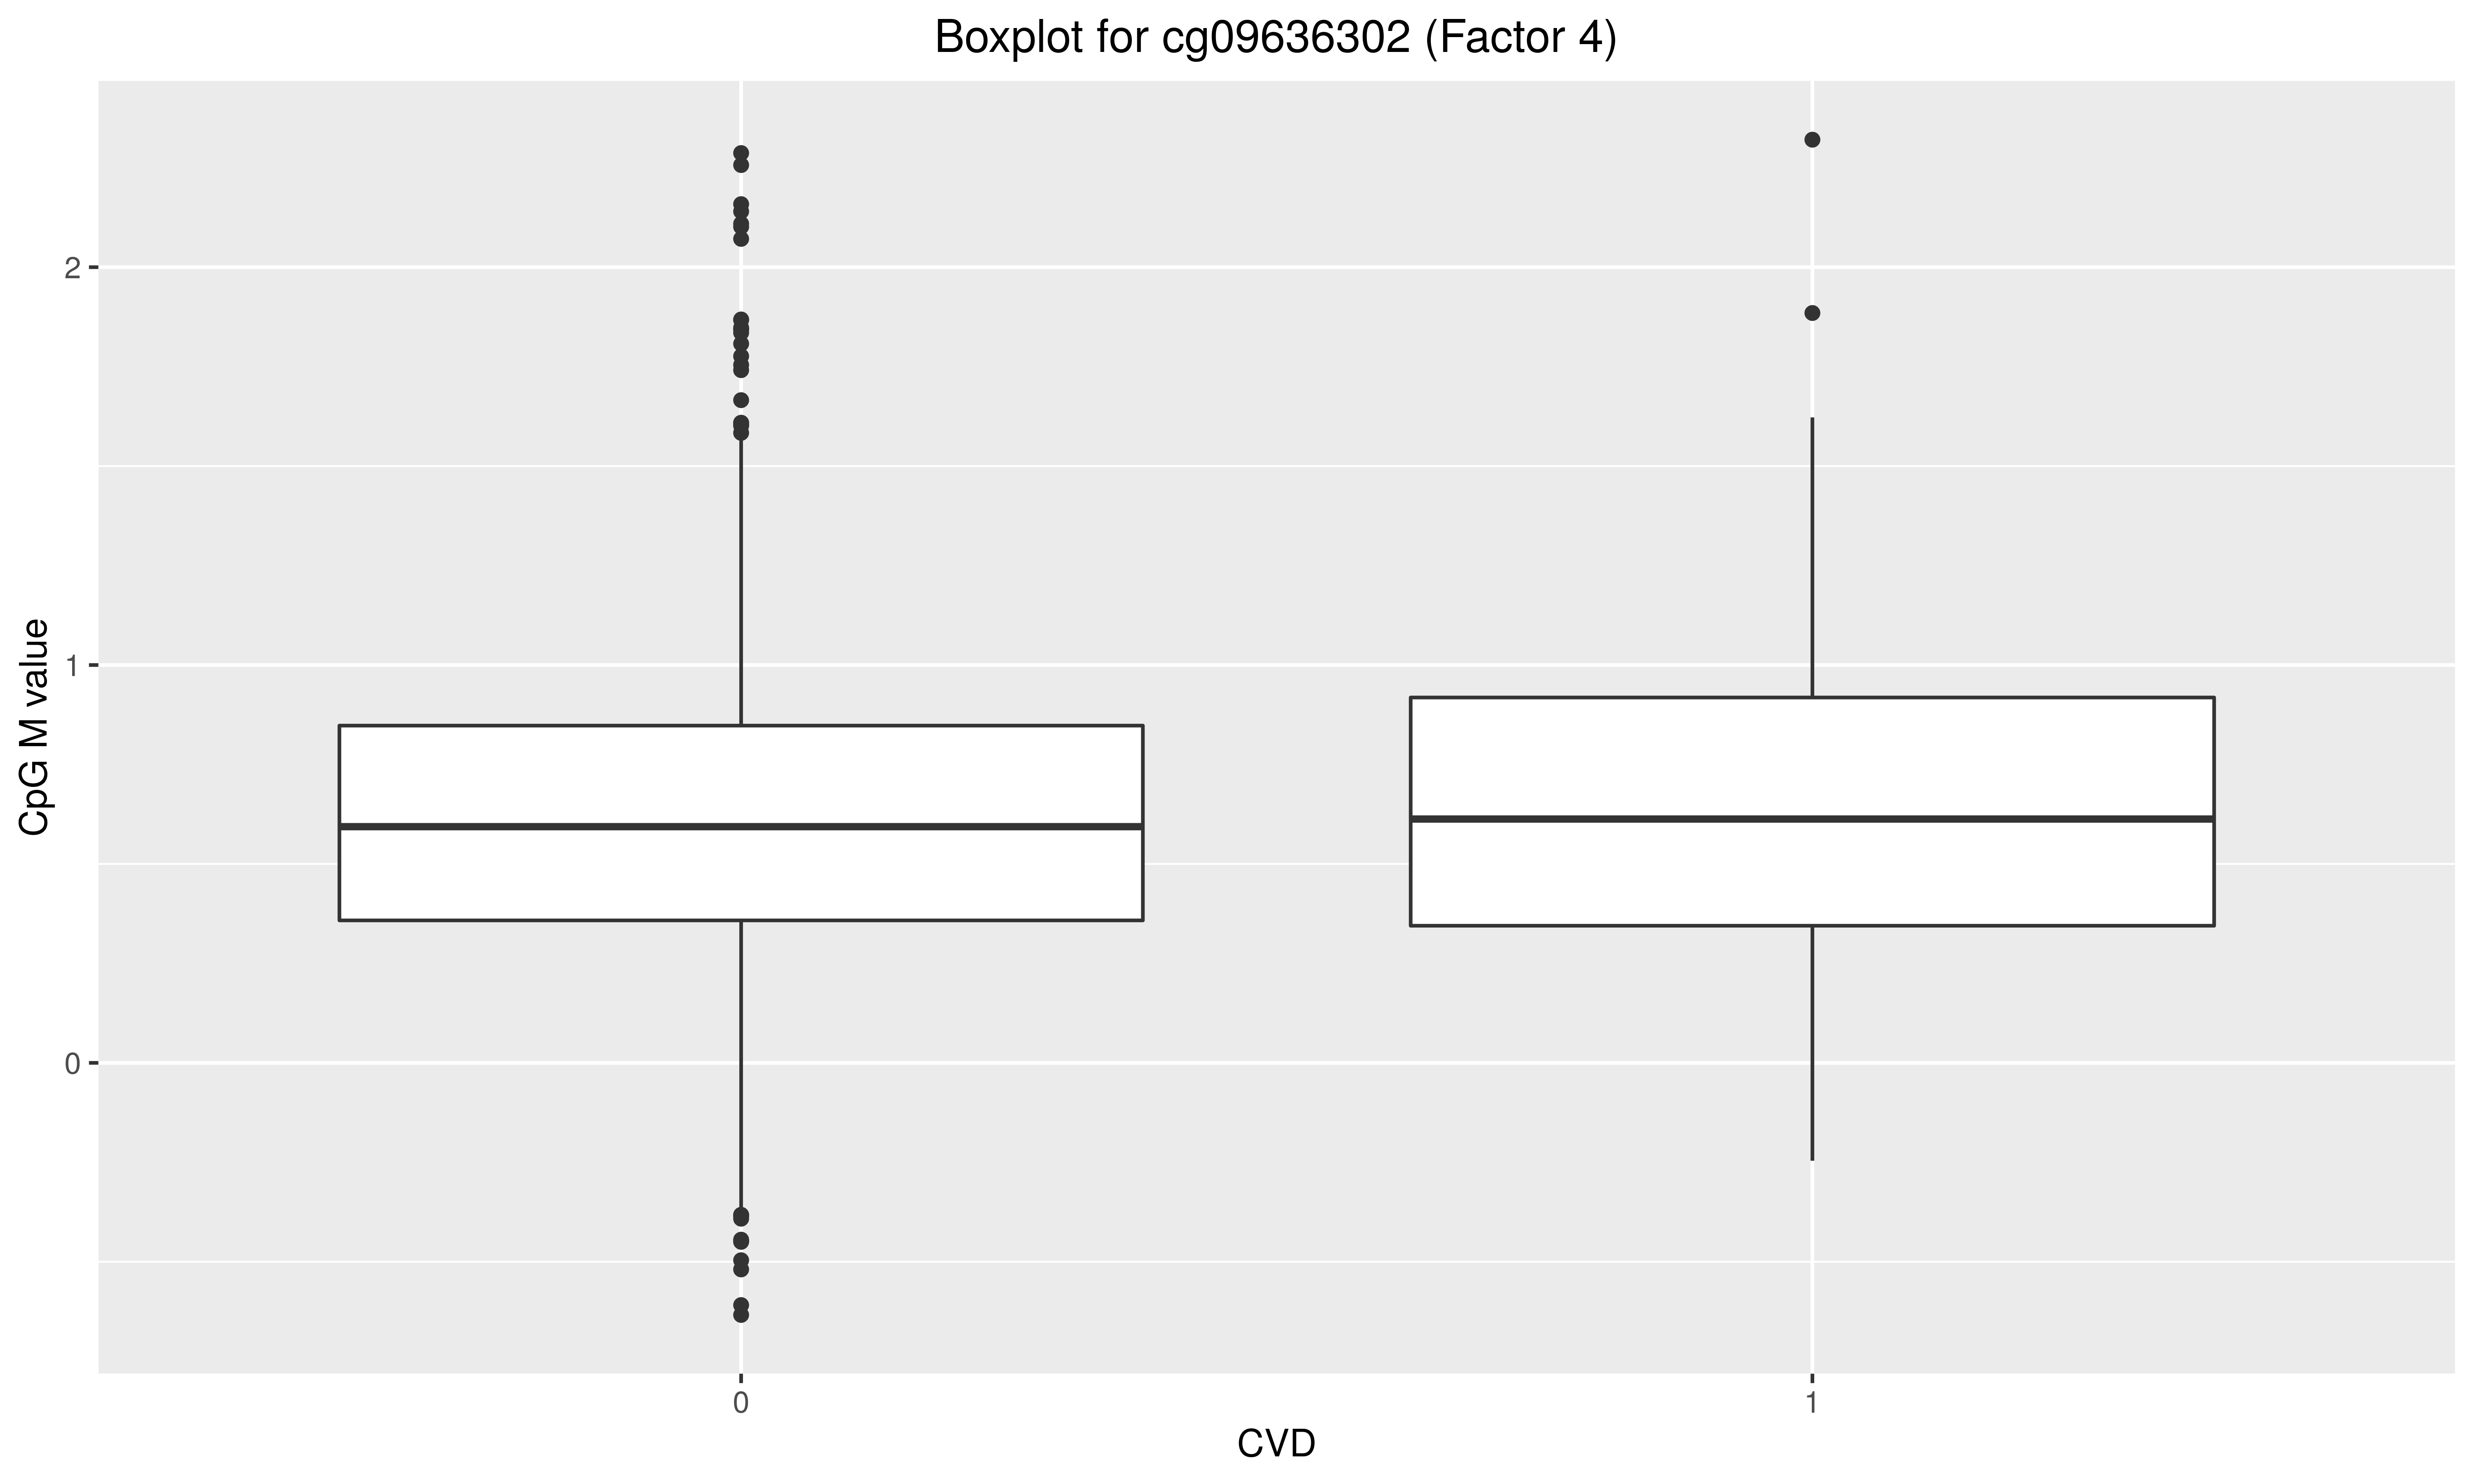 Boxplot for cg09636302 (Factor 4)
CpG M value
2
1
0
0 1
CVD